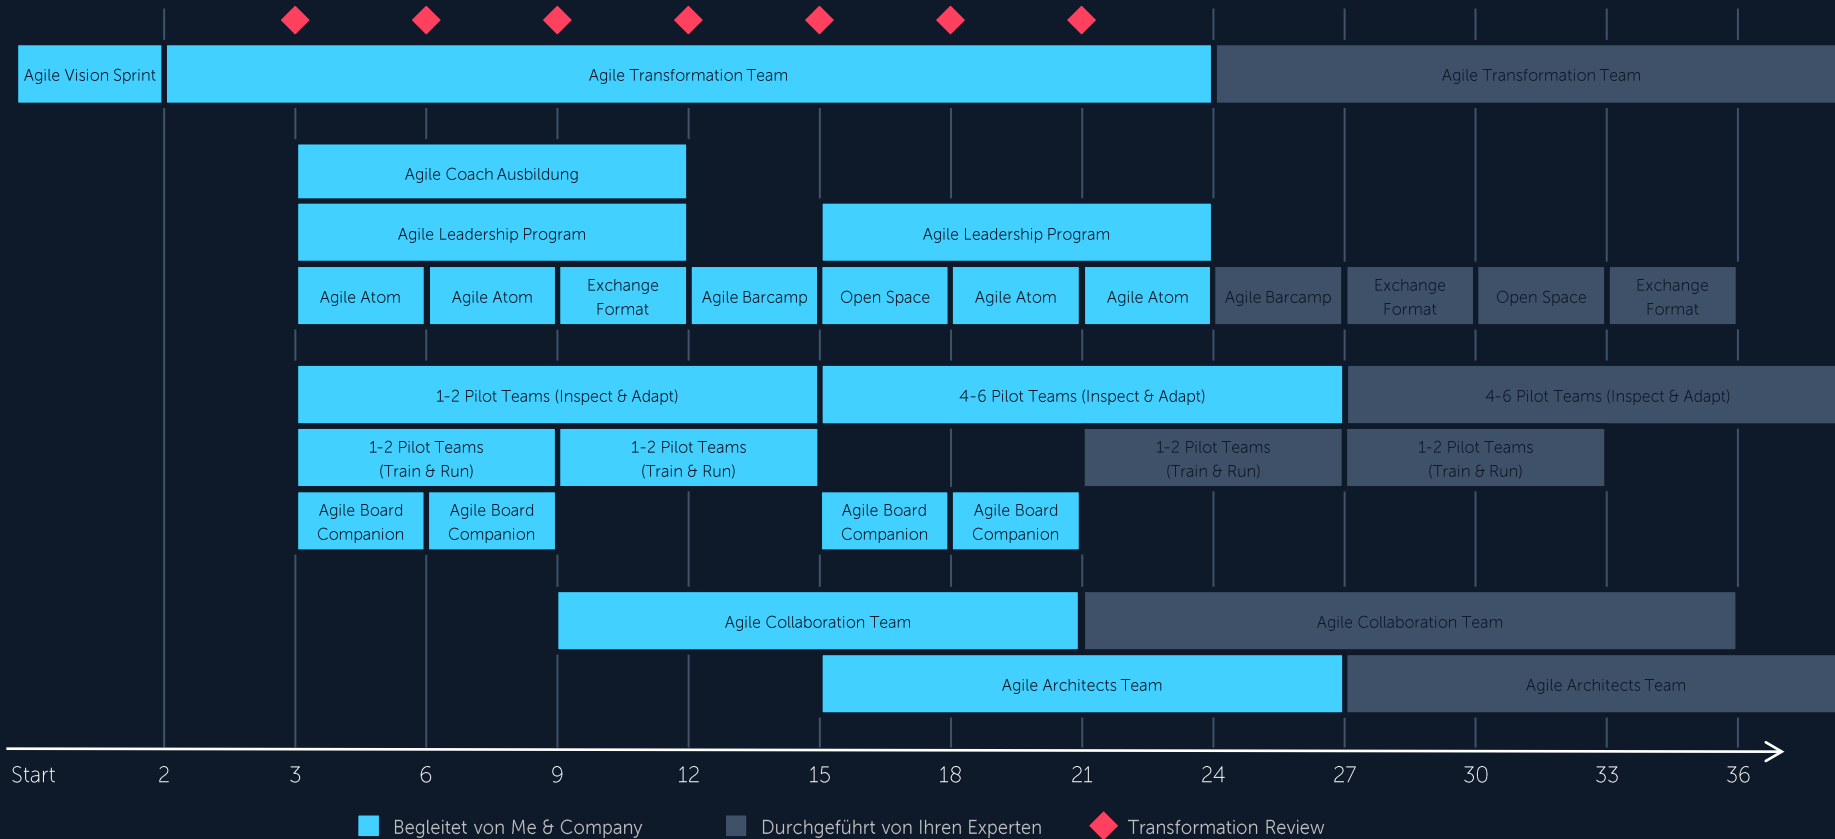 Agile Vision Sprint
Agile Transformation Team
Agile Transformation Team
Agile Coach Ausbildung
Agile Leadership Program
Agile Leadership Program
Agile Atom
Agile Atom
Exchange
Format
Agile Barcamp
Open Space
Agile Atom
Agile Atom
Agile Barcamp
Exchange
Format
Open Space
Exchange
Format
1-2 Pilot Teams (Inspect & Adapt)
4-6 Pilot Teams (Inspect & Adapt)
4-6 Pilot Teams (Inspect & Adapt)
1-2 Pilot Teams
(Train & Run)
1-2 Pilot Teams
(Train & Run)
1-2 Pilot Teams
(Train & Run)
1-2 Pilot Teams
(Train & Run)
Agile Board
Companion
Agile Board
Companion
Agile Board
Companion
Agile Board
Companion
Agile Collaboration Team
Agile Collaboration Team
Agile Architects Team
Agile Architects Team
Start 2 3 6 9 12 15 18 21 24 27 30 33 36
Begleitet von Me & Company
Durchgeführt von Ihren Experten
Transformation Review